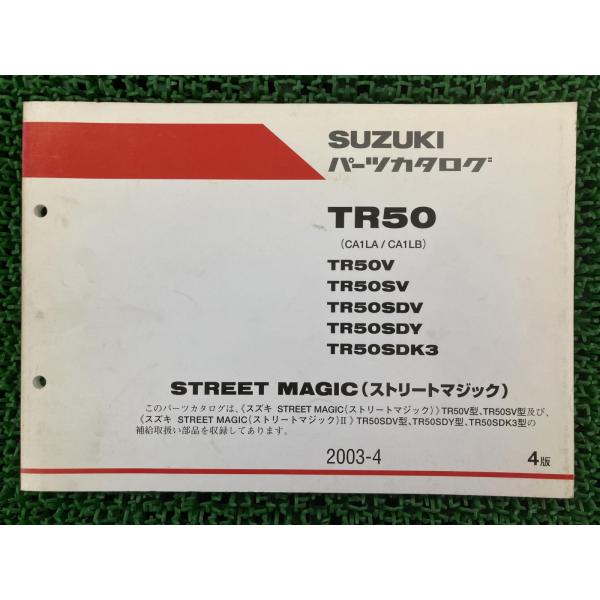 SUZUKI
パーツカタログ
TR50
(CA1LA / CA1LB)
TR50V
TR50SV
TR50SDV
TR50SDY
TR50SDK3
STREET MAGIC(ストリートマジック)
このパーツカタログは、《スズキ STREET MAGIC(ストリートマジック)》TR50V型、TR50SV型及び、
《スズキ STREET MAGIC(ストリートマジック)II》TR50SDV型、TR50SDY型、TR50SDK3型の
補給取扱い部品を収録してあります。
2003-4 4版